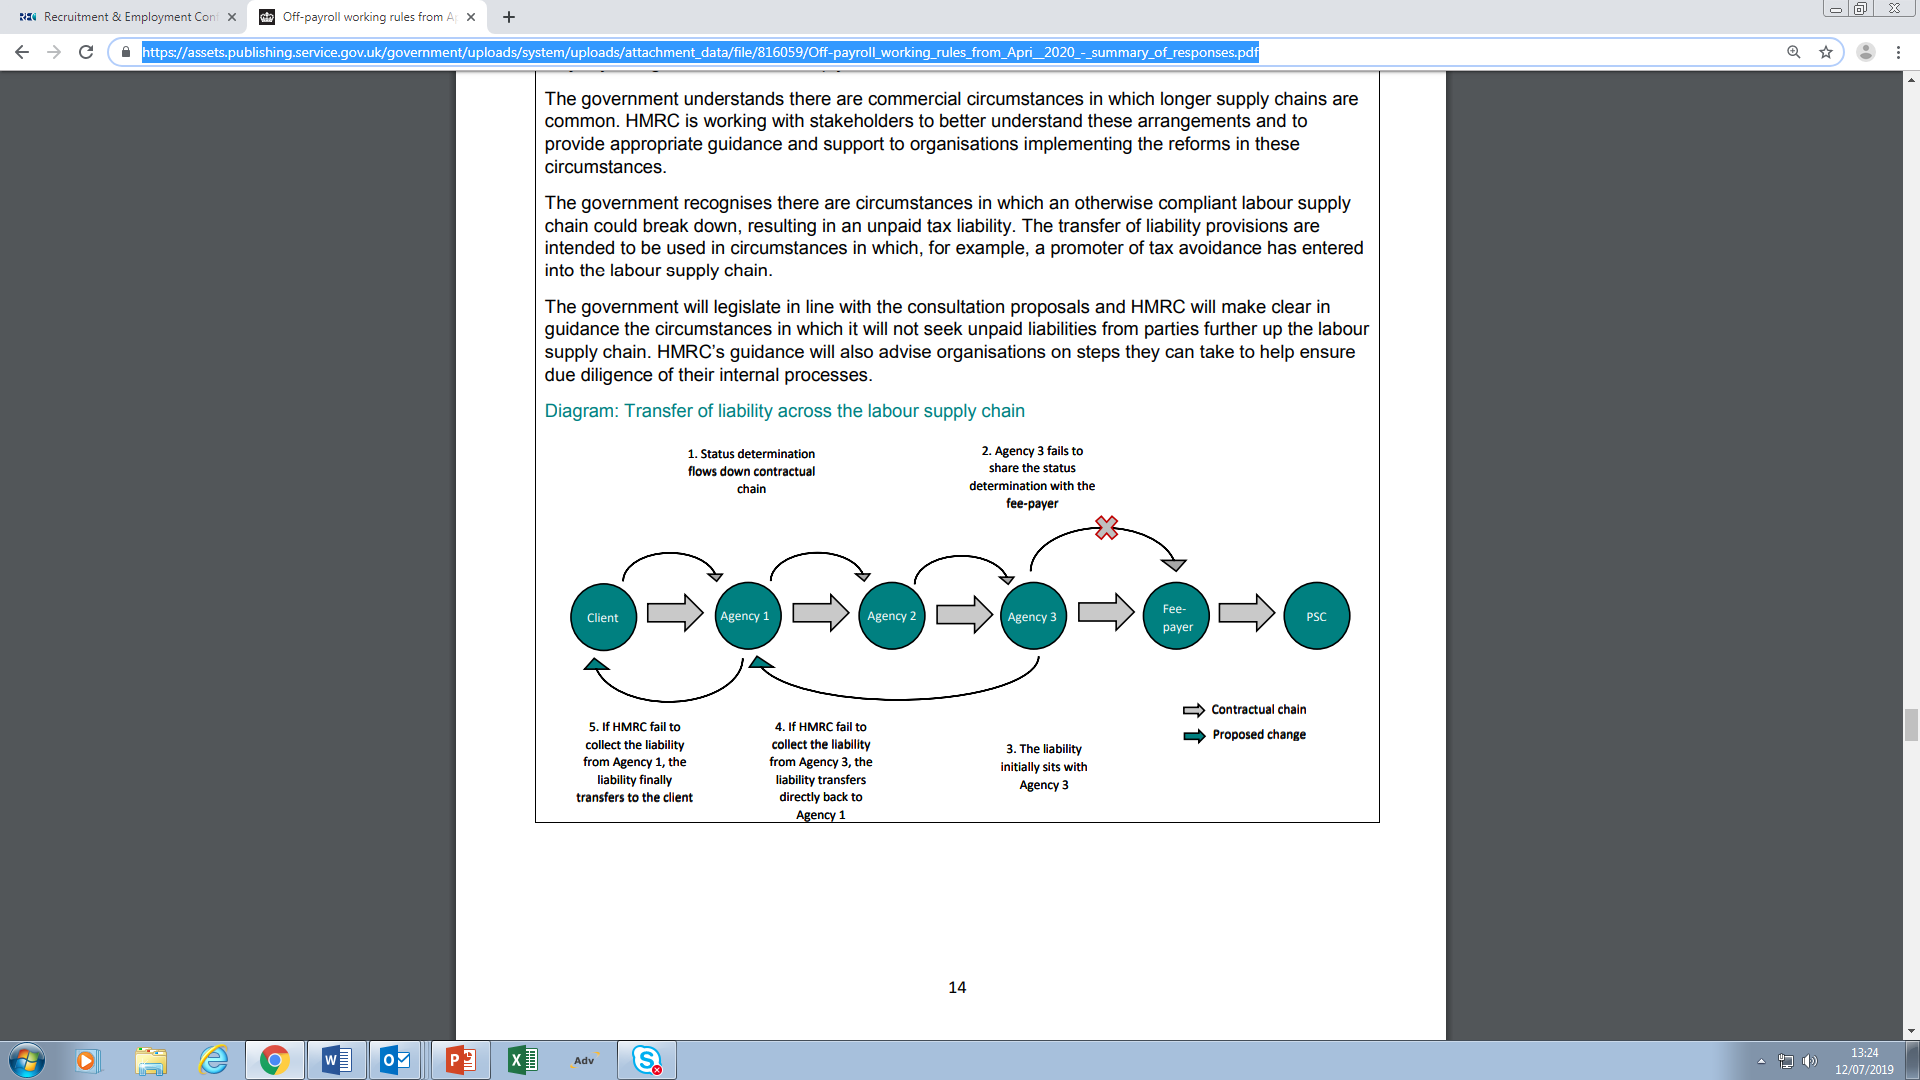 Recruitment & Employment Conf
Off-payroll working rules from Ap
https://assets.publishing.service.gov.uk/government/uploads/system/uploads/attachment_data/file/816059/Off-payroll_working_rules_from_Apri__2020_-_summary_of_responses.pdf
The government understands there are commercial circumstances in which longer supply chains are
common. HMRC is working with stakeholders to better understand these arrangements and to
provide appropriate guidance and support to organisations implementing the reforms in these
circumstances.
The government recognises there are circumstances in which an otherwise compliant labour supply
chain could break down, resulting in an unpaid tax liability. The transfer of liability provisions are
intended to be used in circumstances in which, for example, a promoter of tax avoidance has entered
into the labour supply chain.
The government will legislate in line with the consultation proposals and HMRC will make clear in
guidance the circumstances in which it will not seek unpaid liabilities from parties further up the labour
supply chain. HMRC's guidance will also advise organisations on steps they can take to help ensure
due diligence of their internal processes.
Diagram: Transfer of liability across the labour supply chain
1. Status determination
flows down contractual
chain
2. Agency 3 fails to
share the status
determination with the
fee-payer
Client
Agency 1
Agency 2
Agency 3
Fee-
payer
PSC
5. If HMRC fail to
collect the liability
from Agency 1, the
liability finally
transfers to the client
4. If HMRC fail to
collect the liability
from Agency 3, the
liability transfers
directly back to
Agency 1
3. The liability
initially sits with
Agency 3
Contractual chain
Proposed change
14
Adv
13:24
12/07/2019